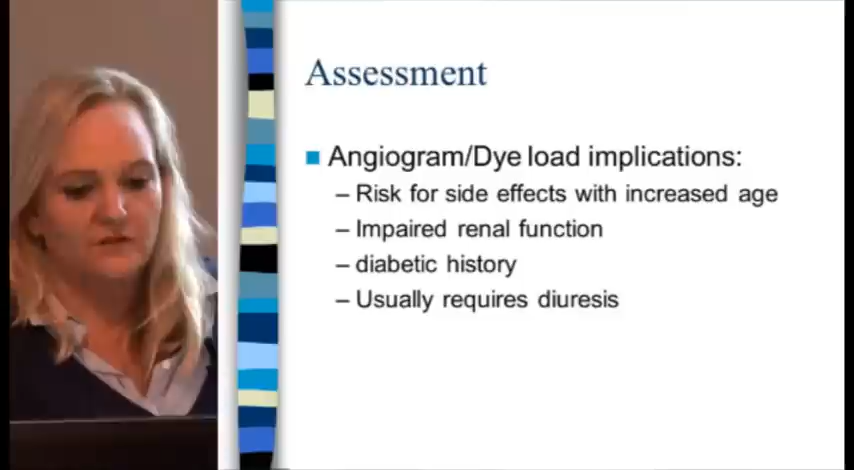 Assessment
Angiogram/Dye load implications:
– Risk for side effects with increased age
– Impaired renal function
– diabetic history
– Usually requires diuresis